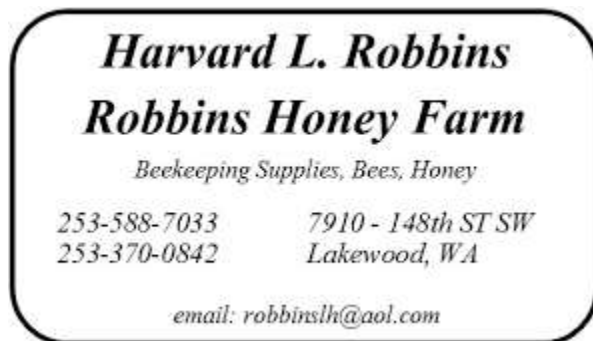 Harvard L. Robbins
Robbins Honey Farm
Beekeeping Supplies, Bees, Honey
253-588-7033 7910 - 148th ST SW
253-370-0842 Lakewood, WA
email: robbinslh@aol.com